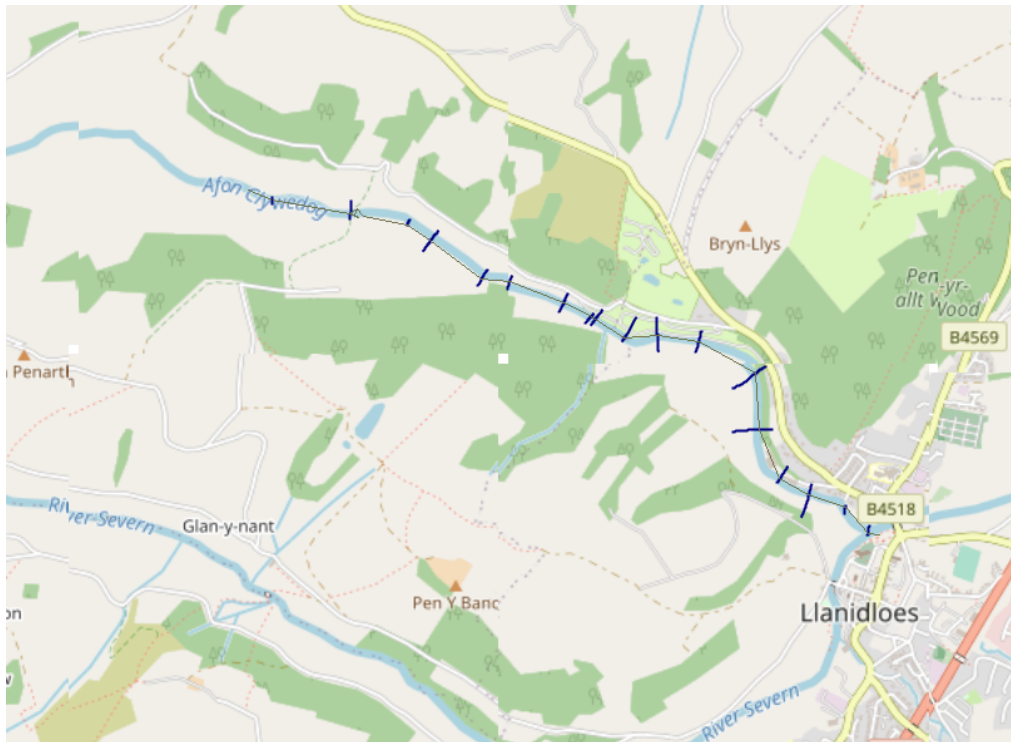 Afon Clywedog
Bryn-Llys
Pen-yr-
allt Wood
B4569
Penarth
River Severn
Glan-y-nant
B4518
Pen Y Banc
Llanidloes
River Severn